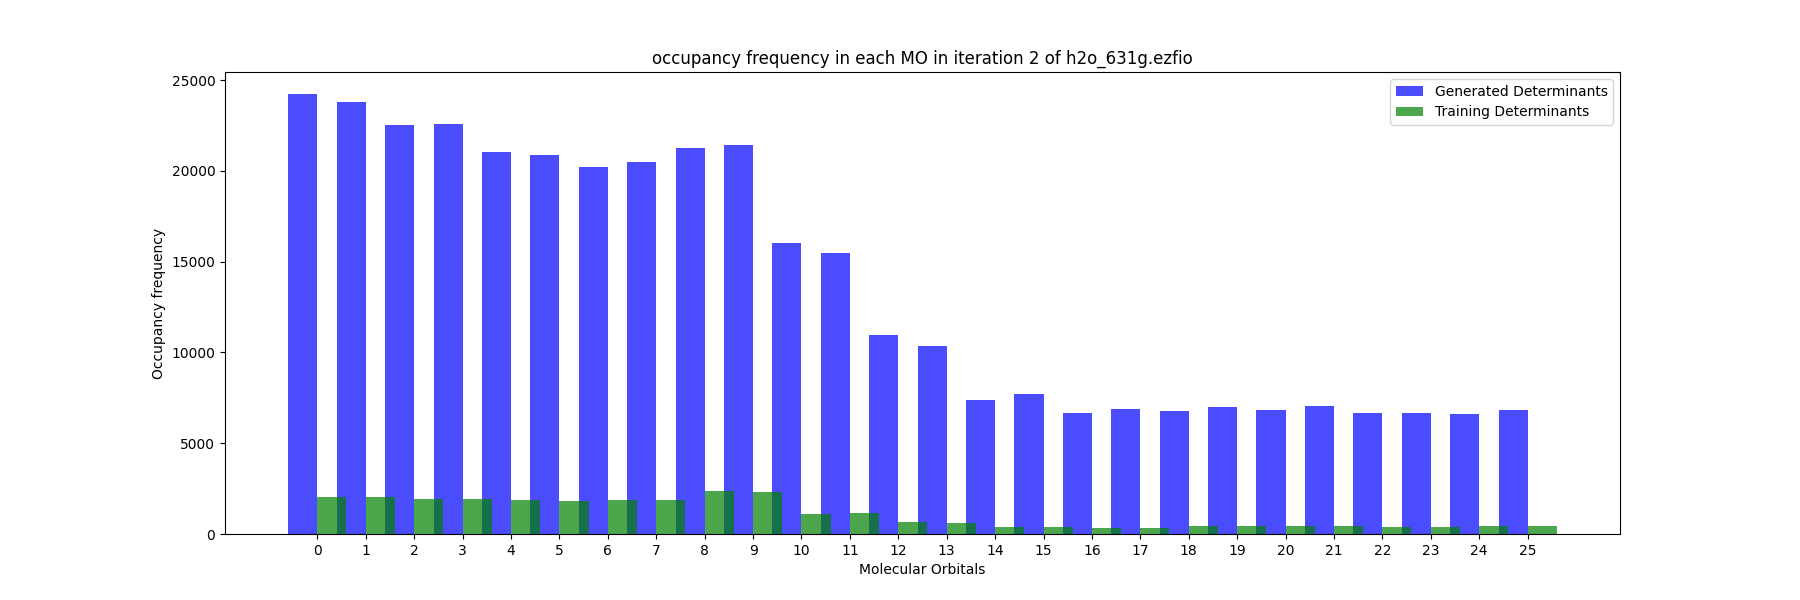 occupancy frequency in each MO in iteration 2 of h2o_631g.ezfio
25000
20000
15000
10000
5000
0
Occupancy frequency
Generated Determinants
Training Determinants
0 1 2 3 4 5 6 7 8 9 10 11 12 13 14 15 16 17 18 19 20 21 22 23 24 25
Molecular Orbitals